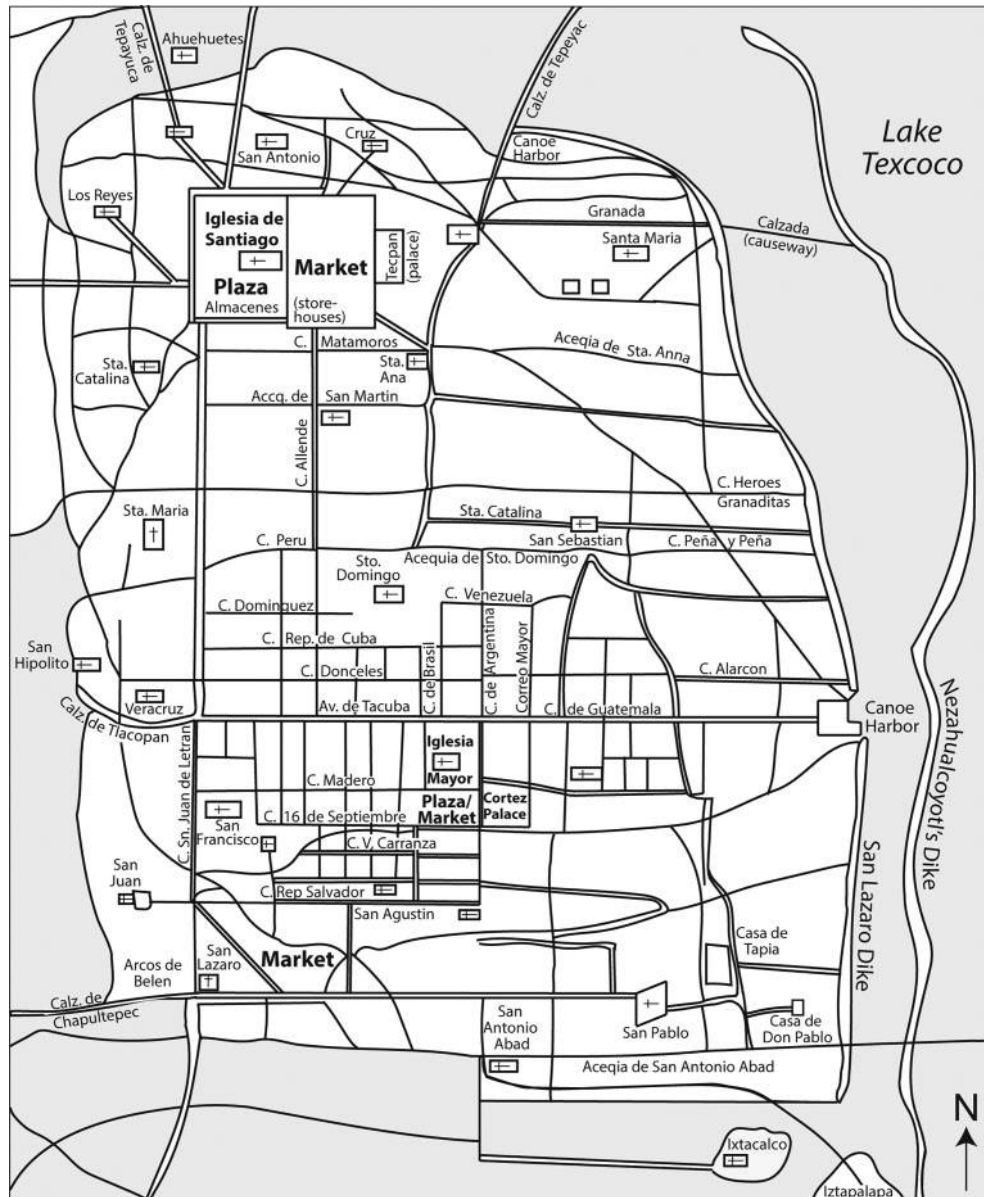 Calz. de
Tepayuca
Ahuehuetes
Calz. de Tepeyac
Lake
Texcoco
Cruz
San Antonio
Canoe
Harbor
Los Reyes
Iglesia de
Santiago
Plaza
Almacenes
Market
(store-
houses)
Tecpan
(palace)
Granada
Santa Maria
Calzada
(causeway)
C. Matamoros
Sta.
Ana
Aceqia de Sta. Anna
Sta.
Catalina
Accq. de San Martin
C. Allende
C. Heroes
Granaditas
Sta. Maria
Sta. Catalina
San Sebastian
C. Peña y Peña
C. Peru
Acequia de Sto. Domingo
Sto.
Domingo
C. Venezuela
C. Dominguez
C. Rep. de Cuba
C. de Brasil
C. de Argentina
Correo Mayor
San
Hipolito
C. Donceles
C. Alarcon
Veracruz
Av. de Tacuba
C. de Guatemala
Canoe
Harbor
Calz. de Tlacopan
C. Sn. Juan de Letran
Iglesia
Mayor
C. Madero
Plaza/
Market
Cortez
Palace
C. 16 de Septiembre
San
Francisco
C. V. Carranza
Nezahualcoyotl's Dike
San Lazaro Dike
San
Juan
C. Rep Salvador
San Agustin
Casa de
Tapia
Market
San
Lazaro
Arcos de
Belen
Calz. de
Chapultepec
San
Antonio
Abad
San Pablo
Casa de
Don Pablo
Aceqia de San Antonio Abad
N
Ixtacalco
Iztapalapa